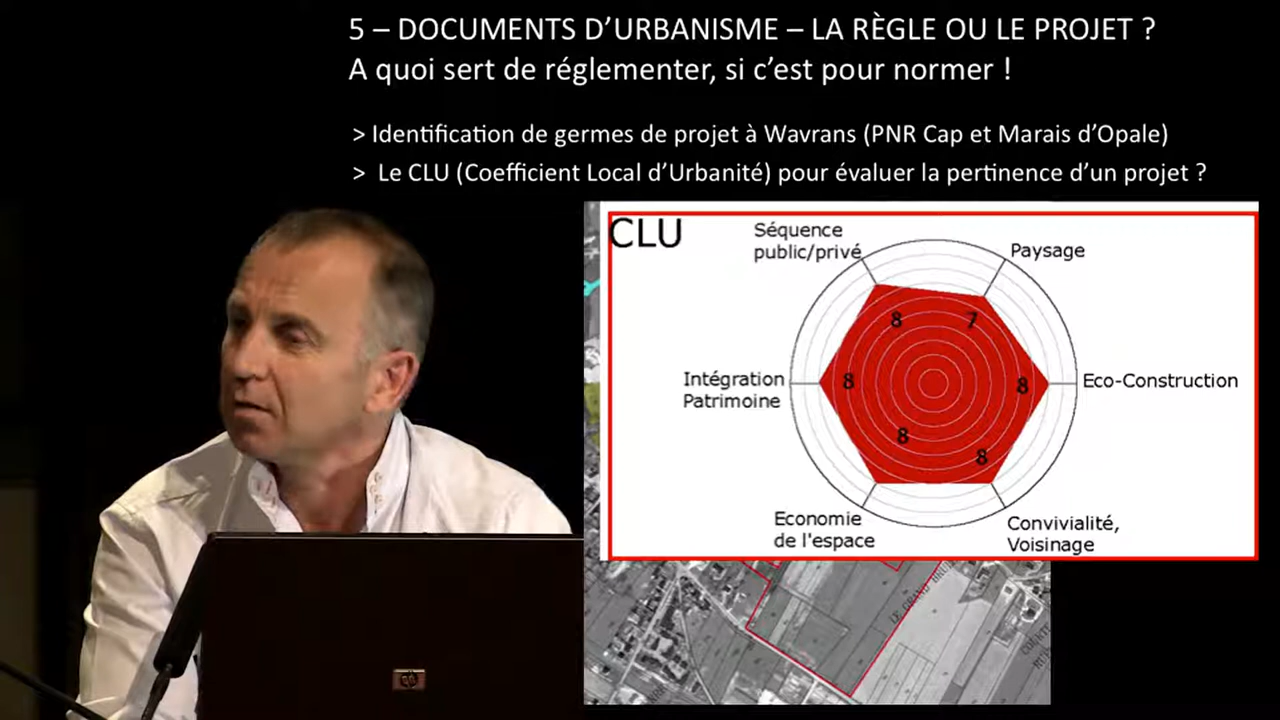 5 – DOCUMENTS D’URBANISME – LA RÈGLE OU LE PROJET ?
A quoi sert de réglementer, si c’est pour normer !
> Identification de germes de projet à Wavrans (PNR Cap et Marais d’Opale)
> Le CLU (Coefficient Local d’Urbanité) pour évaluer la pertinence d’un projet ?
CLU
Séquence
public/privé
Paysage
8
7
Intégration
Patrimoine
8
8
Eco-Construction
8
8
Economie
de l'espace
Convivialité,
Voisinage
LE GRAND
hp